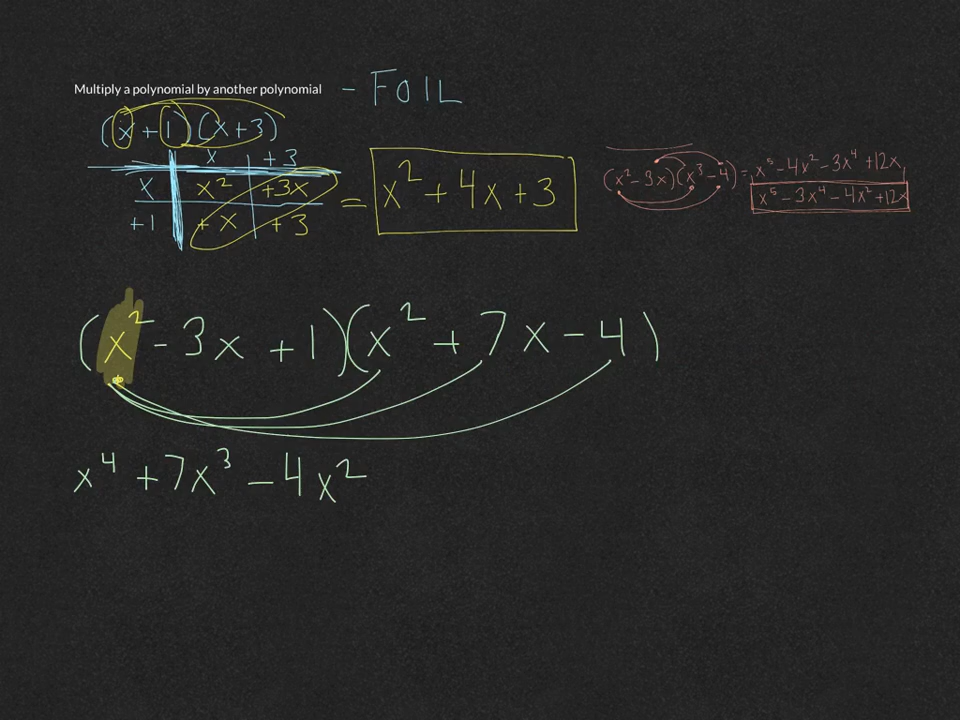 Multiply a polynomial by another polynomial - FOIL
(x + 1)(x + 3)
x +3
x x² +3x
+1 +x +3
= x² + 4x + 3
(x² - 3x)(x³ - 4) = x⁵ - 4x² - 3x⁴ + 12x
x⁵ - 3x⁴ - 4x² + 12x
(x² - 3x + 1)(x² + 7x - 4)
x⁴ + 7x³ - 4x²